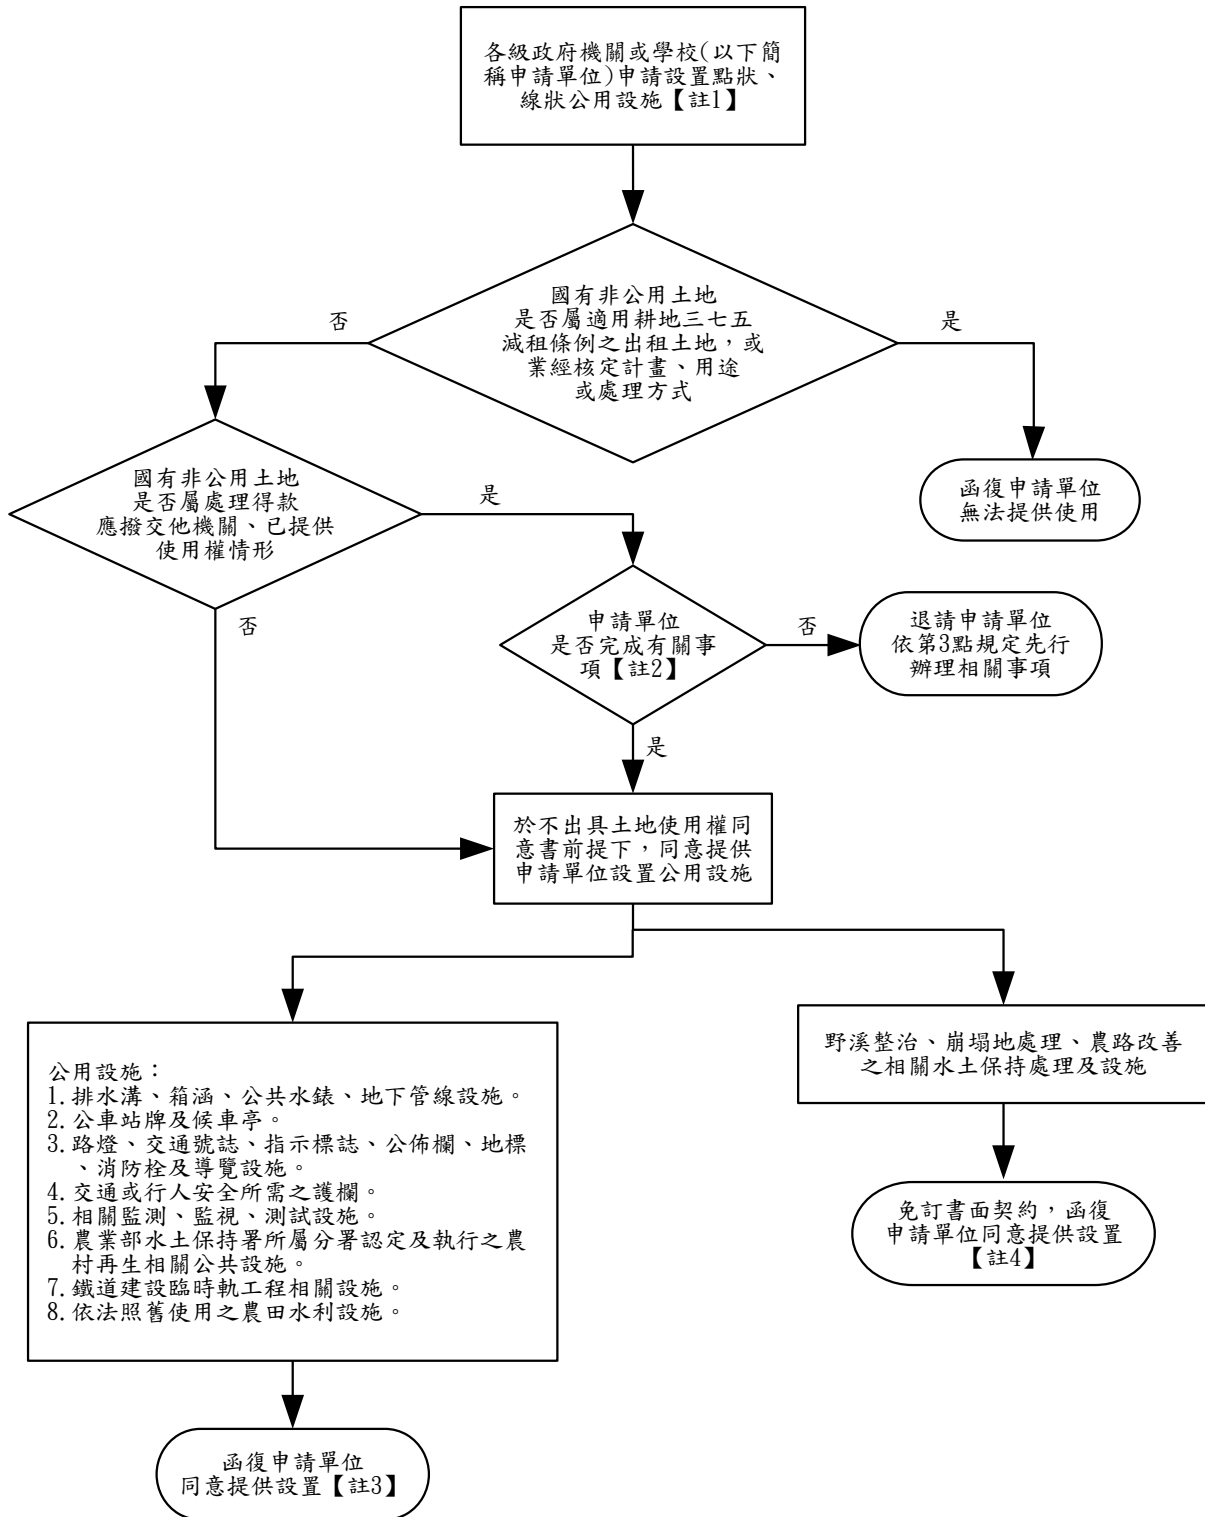 各級政府機關或學校(以下簡
稱申請單位)申請設置點狀、
線狀公用設施【註1】
國有非公用土地
是否屬適用耕地三七五
減租條例之出租土地，或
業經核定計畫、用途
或處理方式
否
是
國有非公用土地
是否屬處理得款
應撥交他機關、已提供
使用權情形
是
否
函復申請單位
無法提供使用
申請單位
是否完成有關事
項【註2】
否
是
退請申請單位
依第3點規定先行
辦理相關事項
於不出具土地使用權同
意書前提下，同意提供
申請單位設置公用設施
公用設施：
1.排水溝、箱涵、公共水錶、地下管線設施。
2.公車站牌及候車亭。
3.路燈、交通號誌、指示標誌、公佈欄、地標
、消防栓及導覽設施。
4.交通或行人安全所需之護欄。
5.相關監測、監視、測試設施。
6.農業部水土保持署所屬分署認定及執行之農
村再生相關公共設施。
7.鐵道建設臨時軌工程相關設施。
8.依法照舊使用之農田水利設施。
野溪整治、崩塌地處理、農路改善
之相關水土保持處理及設施
免訂書面契約，函復
申請單位同意提供設置
【註4】
函復申請單位
同意提供設置【註3】